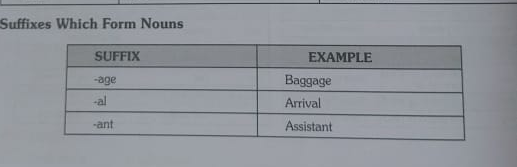 Suffixes Which Form Nouns
SUFFIX EXAMPLE
-age Baggage
-al Arrival
-ant Assistant